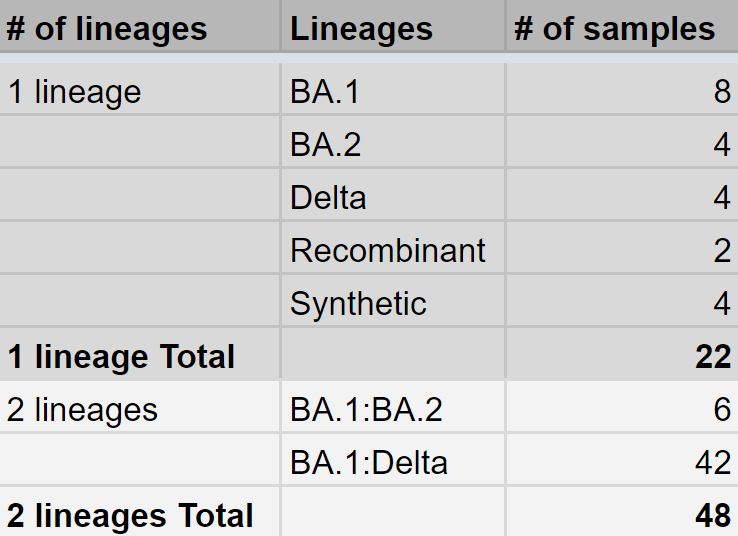 # of lineages Lineages # of samples
1 lineage BA.1 8
BA.2 4
Delta 4
Recombinant 2
Synthetic 4
1 lineage Total 22
2 lineages BA.1:BA.2 6
BA.1:Delta 42
2 lineages Total 48